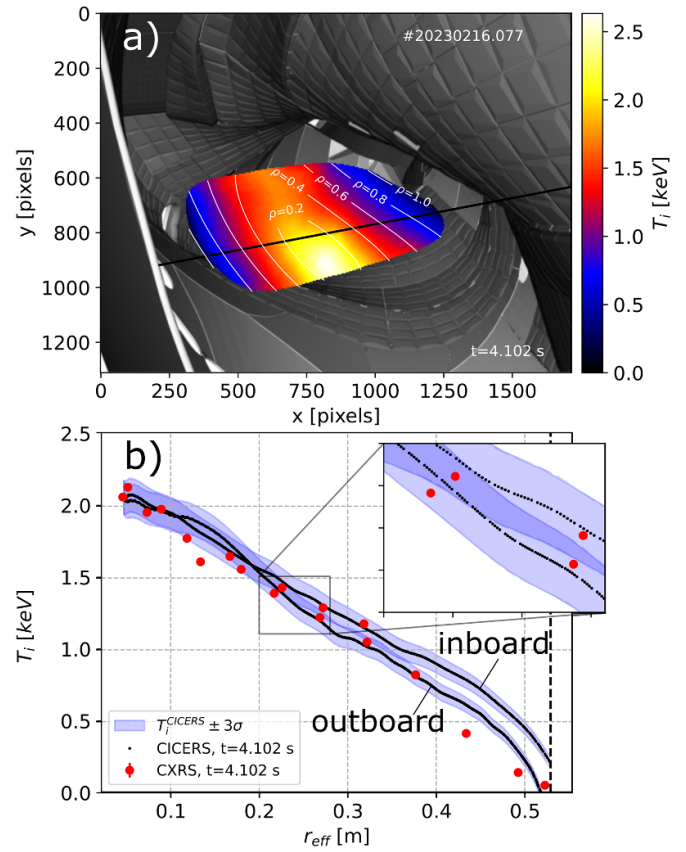 a)
#20230216.077
0
200
400
600
800
1000
1200
y [pixels]
ρ=0.4
ρ=0.6
ρ=0.8
ρ=1.0
ρ=0.2
t=4.102 s
0
250
500
750
1000
1250
1500
x [pixels]
2.5
2.0
1.5
1.0
0.5
0.0
T_i [keV]
b)
2.5
2.0
1.5
1.0
0.5
0.0
T_i [keV]
inboard
outboard
T_i^{CICERS} ± 3σ
CICERS, t=4.102 s
CXRS, t=4.102 s
0.1
0.2
0.3
0.4
0.5
r_{eff} [m]